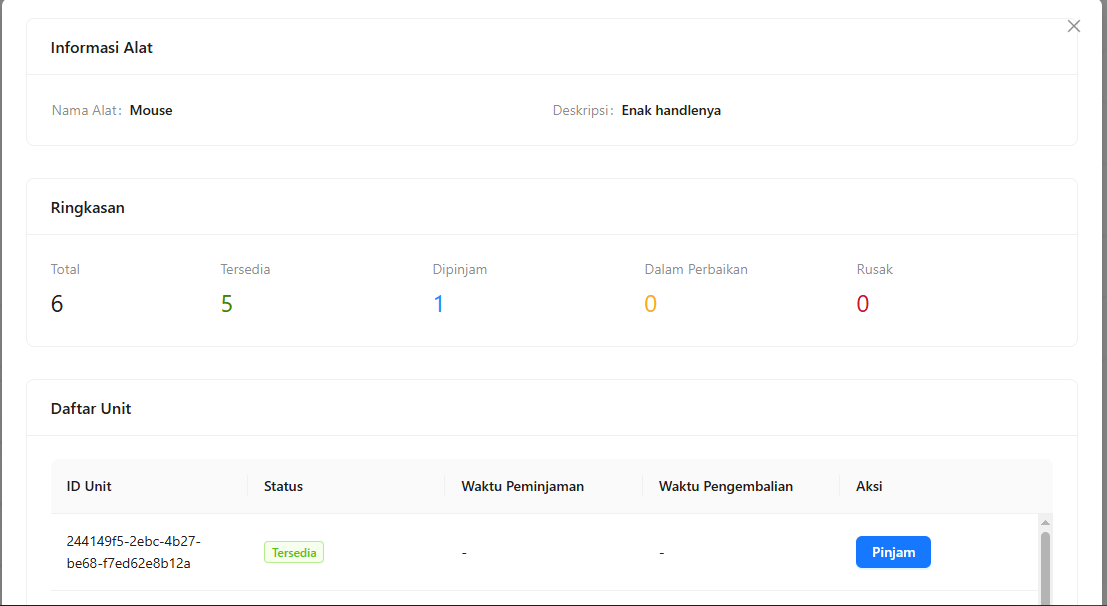 Informasi Alat
Nama Alat: Mouse Deskripsi: Enak handlenya
Ringkasan
Total Tersedia Dipinjam Dalam Perbaikan Rusak
6 5 1 0 0
Daftar Unit
ID Unit Status Waktu Peminjaman Waktu Pengembalian Aksi
244149f5-2ebc-4b27-
be68-f7ed62e8b12a Tersedia - - Pinjam